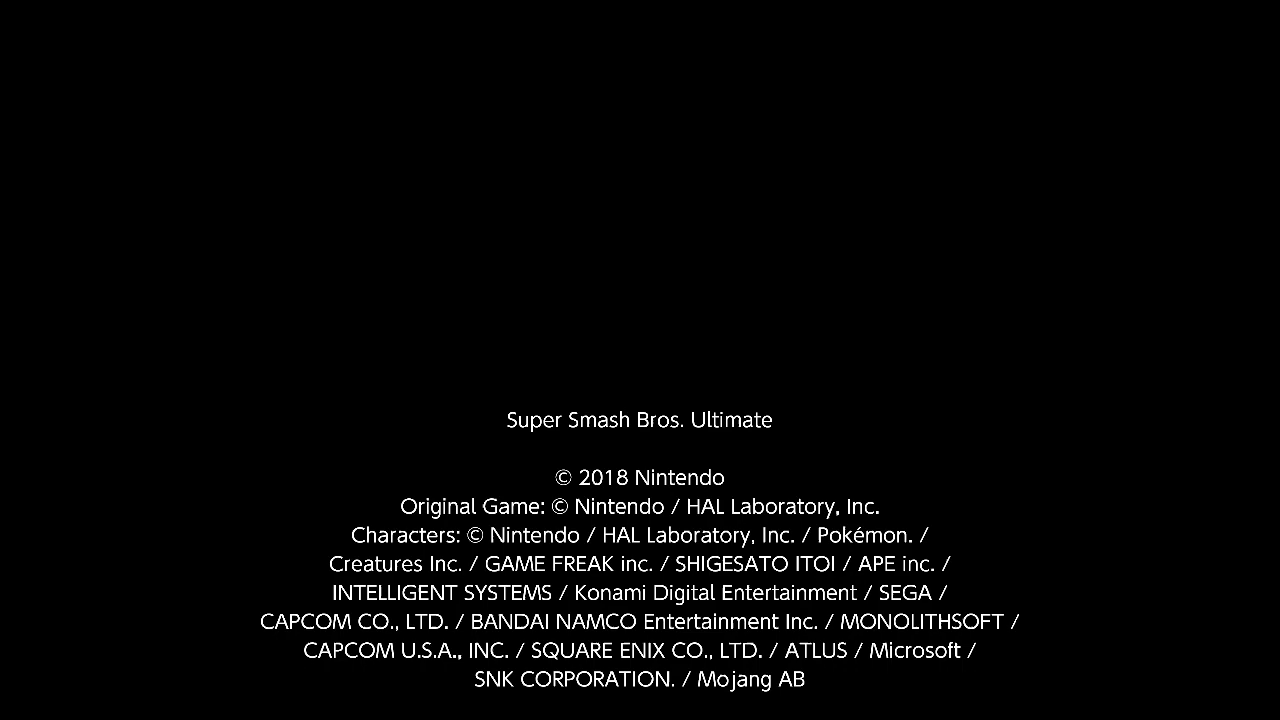 Super Smash Bros. Ultimate
© 2018 Nintendo
Original Game: © Nintendo / HAL Laboratory, Inc.
Characters: © Nintendo / HAL Laboratory, Inc. / Pokémon. /
Creatures Inc. / GAME FREAK inc. / SHIGESATO ITOI / APE inc. /
INTELLIGENT SYSTEMS / Konami Digital Entertainment / SEGA /
CAPCOM CO., LTD. / BANDAI NAMCO Entertainment Inc. / MONOLITHSOFT /
CAPCOM U.S.A., INC. / SQUARE ENIX CO., LTD. / ATLUS / Microsoft /
SNK CORPORATION. / Mojang AB